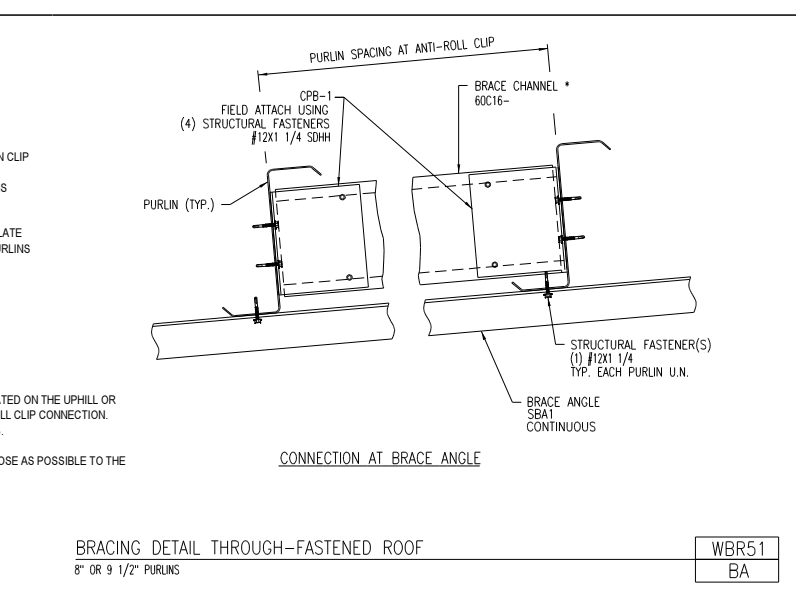 PURLIN SPACING AT ANTI-ROLL CLIP
CPB-1
FIELD ATTACH USING
(4) STRUCTURAL FASTENERS
#12X1 1/4 SDHH
BRACE CHANNEL *
60C16-
N CLIP
S
LATE
URLINS
PURLIN (TYP.)
STRUCTURAL FASTENER(S)
(1) #12X1 1/4
TYP. EACH PURLIN U.N.
BRACE ANGLE
SBA1
CONTINUOUS
ATED ON THE UPHILL OR
LL CLIP CONNECTION.
OSE AS POSSIBLE TO THE
CONNECTION AT BRACE ANGLE
BRACING DETAIL THROUGH-FASTENED ROOF
WBR51
8" OR 9 1/2" PURLINS
BA